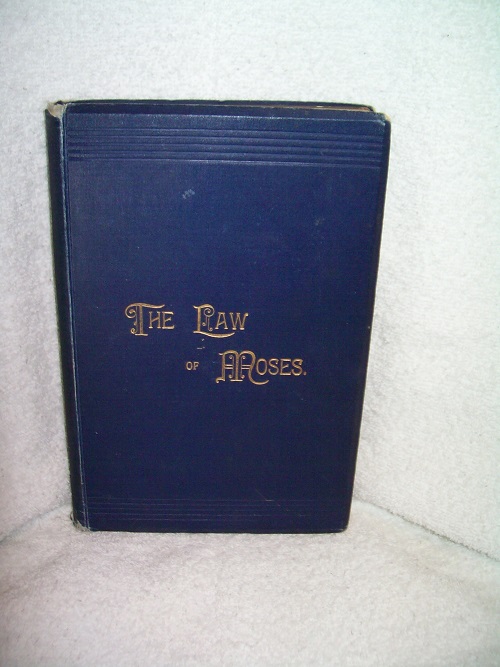 The Law
of Moses.